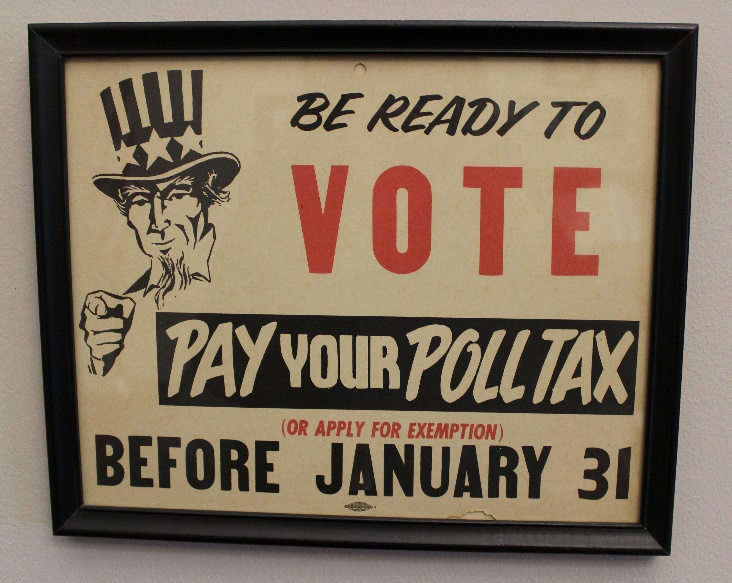 BE READY TO
VOTE
PAY YOUR POLL TAX
(OR APPLY FOR EXEMPTION)
BEFORE JANUARY 31